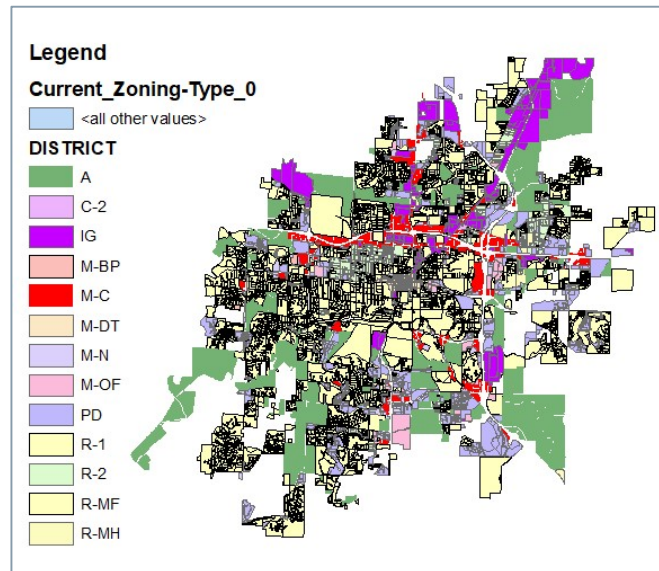 Legend
Current_Zoning-Type_0
<all other values>
DISTRICT
A
C-2
IG
M-BP
M-C
M-DT
M-N
M-OF
PD
R-1
R-2
R-MF
R-MH